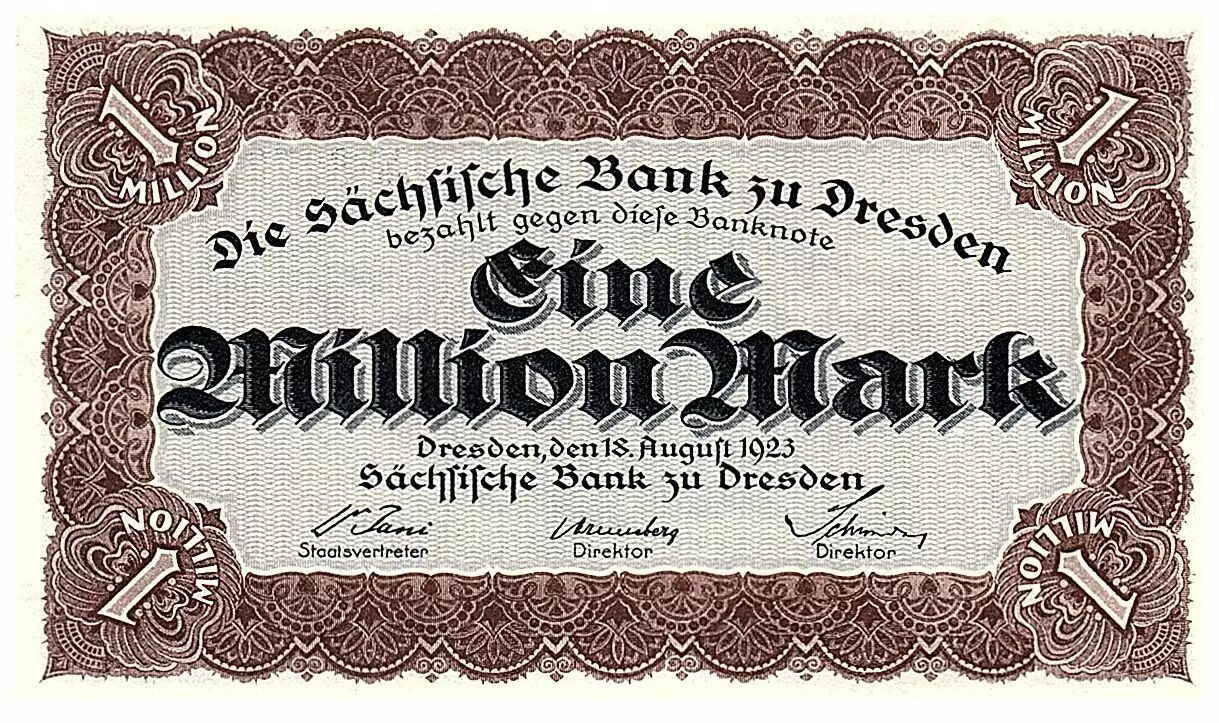 1 MILLION
1 MILLION
Die Sächsische Bank zu Dresden
bezahlt gegen diese Banknote
Eine
Million Mark
Dresden, den 18. August 1923
Sächsische Bank zu Dresden
Staatsvertreter Direktor Direktor
MILLION 1
MILLION 1